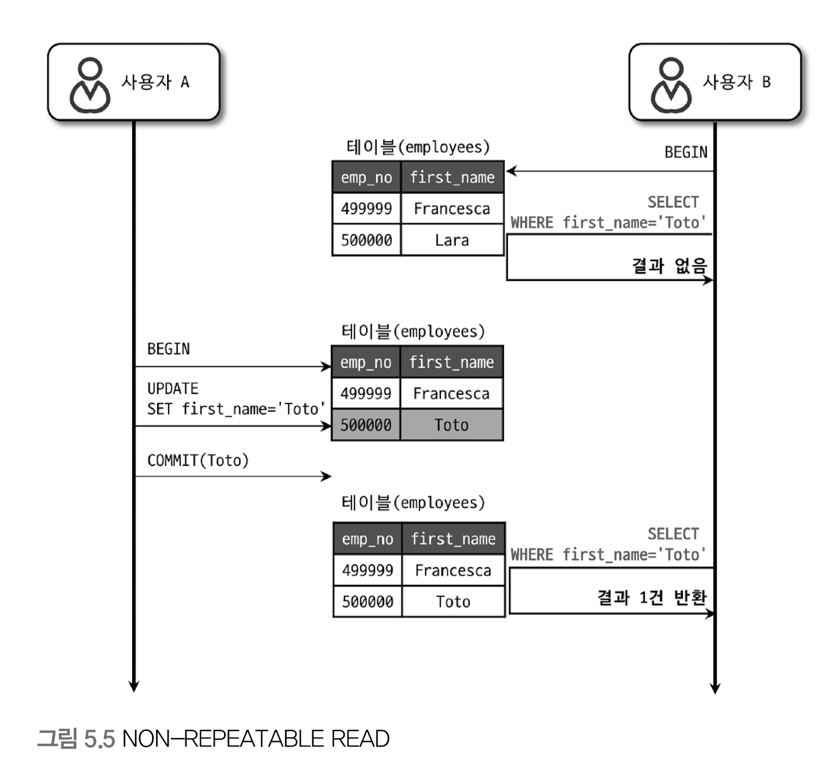 사용자 A
사용자 B
테이블(employees)
BEGIN
emp_no first_name
499999 Francesca
500000 Lara
SELECT
WHERE first_name='Toto'
결과 없음
테이블(employees)
BEGIN
emp_no first_name
499999 Francesca
500000 Toto
UPDATE
SET first_name='Toto'
COMMIT(Toto)
테이블(employees)
emp_no first_name
499999 Francesca
500000 Toto
SELECT
WHERE first_name='Toto'
결과 1건 반환
그림 5.5 NON-REPEATABLE READ